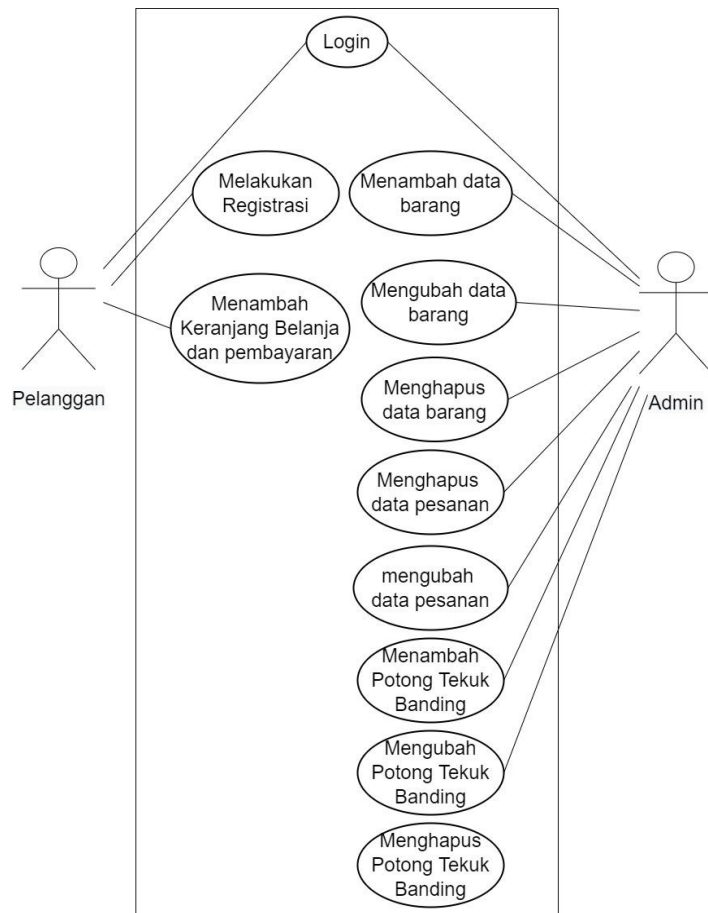 Login
Melakukan
Registrasi
Menambah data
barang
Menambah
Keranjang Belanja
dan pembayaran
Mengubah data
barang
Pelanggan
Menghapus
data barang
Admin
Menghapus
data pesanan
mengubah
data pesanan
Menambah
Potong Tekuk
Banding
Mengubah
Potong Tekuk
Banding
Menghapus
Potong Tekuk
Banding